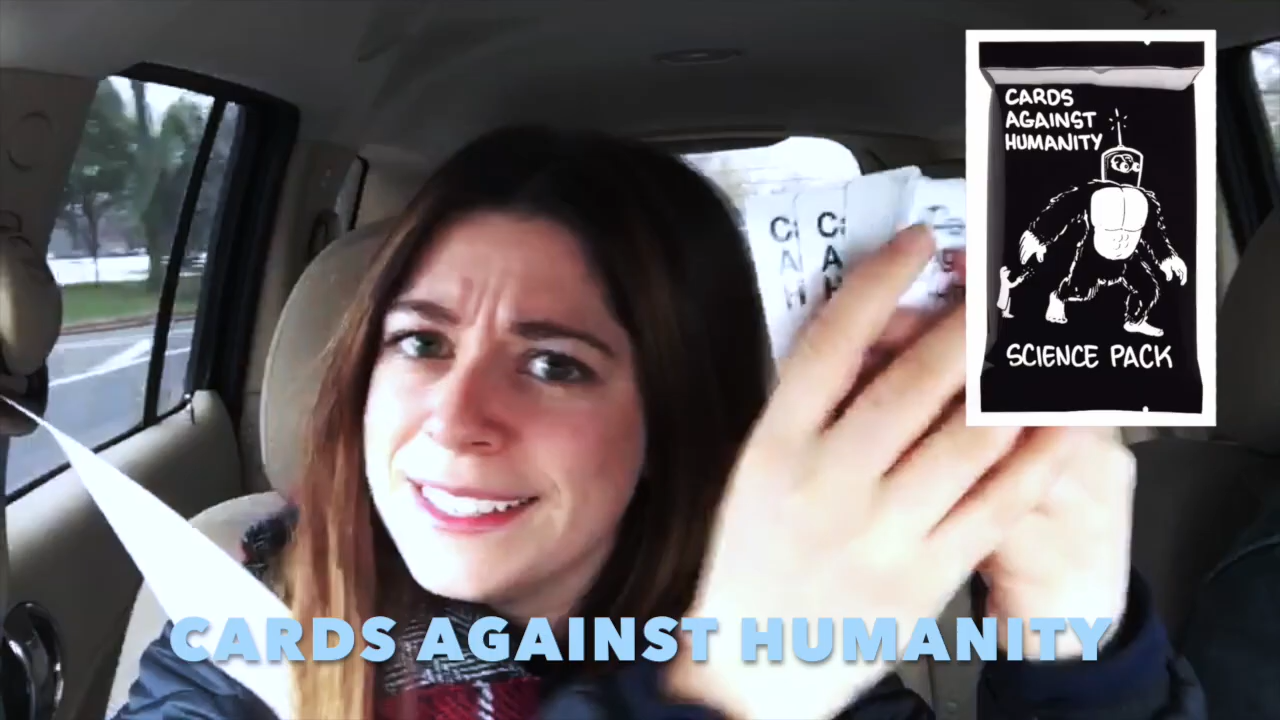 CARDS
AGAINST
HUMANITY
SCIENCE PACK
CARDS AGAINST HUMANITY